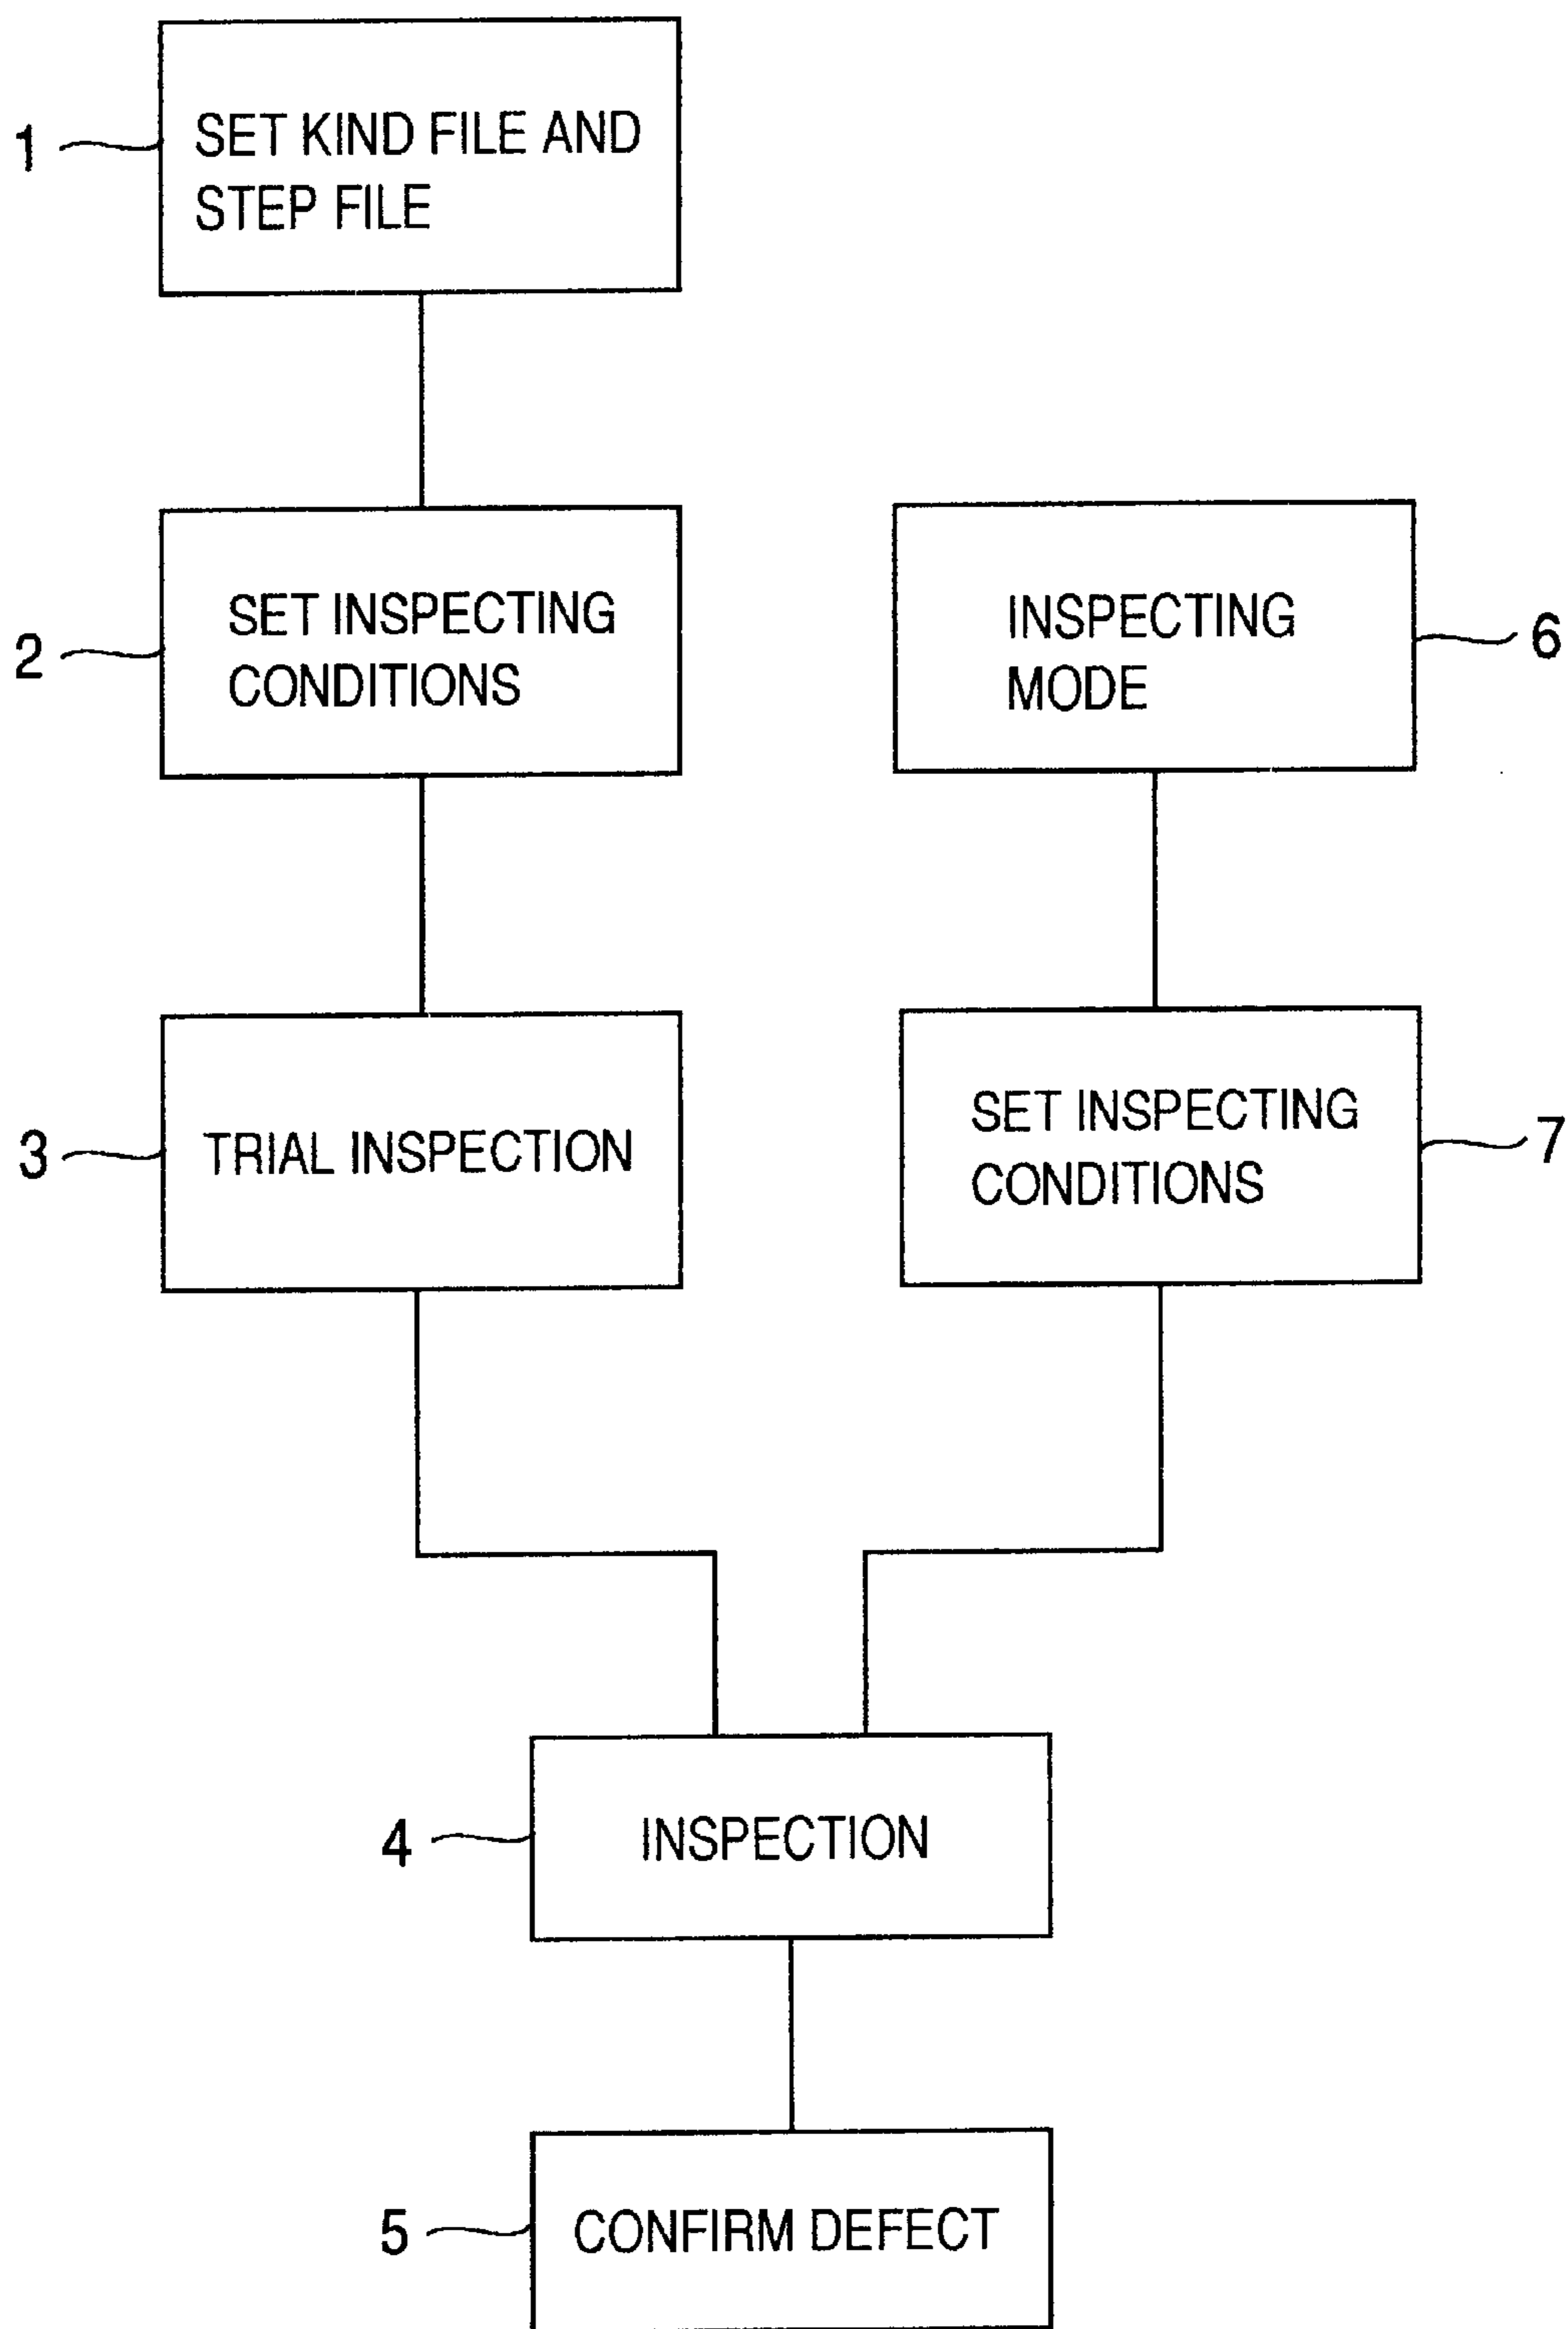 1
SET KIND FILE AND
STEP FILE
2
SET INSPECTING
CONDITIONS
INSPECTING
MODE
6
3
TRIAL INSPECTION
SET INSPECTING
CONDITIONS
7
4
INSPECTION
5
CONFIRM DEFECT